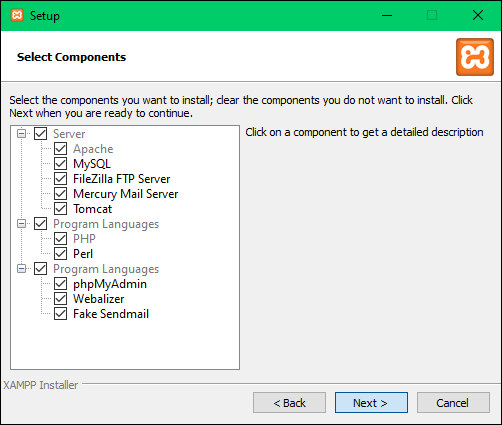 Setup
Select Components
Select the components you want to install; clear the components you do not want to install. Click
Next when you are ready to continue.
Server
Apache
MySQL
FileZilla FTP Server
Mercury Mail Server
Tomcat
Program Languages
PHP
Perl
Program Languages
phpMyAdmin
Webalizer
Fake Sendmail
Click on a component to get a detailed description
XAMPP Installer
< Back
Next >
Cancel